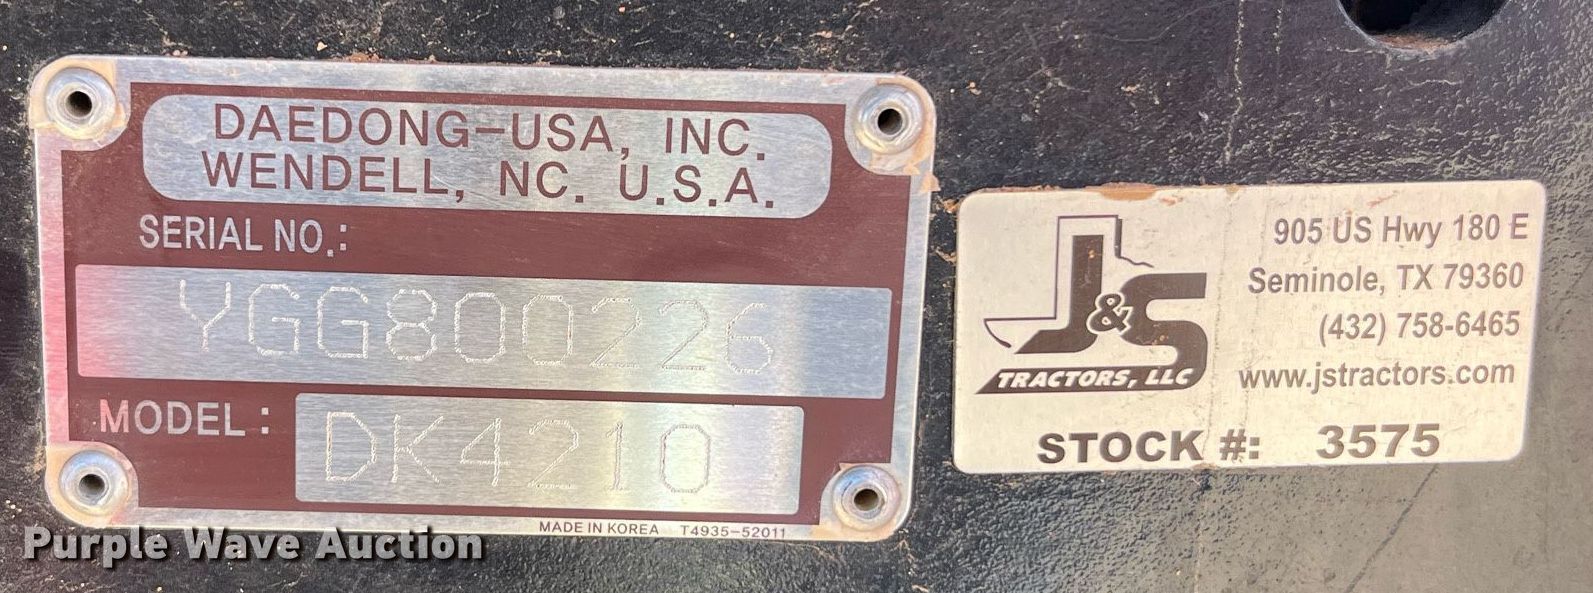 DAEDONG-USA, INC.
WENDELL, NC. U.S.A.
SERIAL NO.:
YGG800226
MODEL: DK4210
MADE IN KOREA T4935-52011
J&S
TRACTORS, LLC
905 US Hwy 180 E
Seminole, TX 79360
(432) 758-6465
www.jstractors.com
STOCK #: 3575
Purple Wave Auction